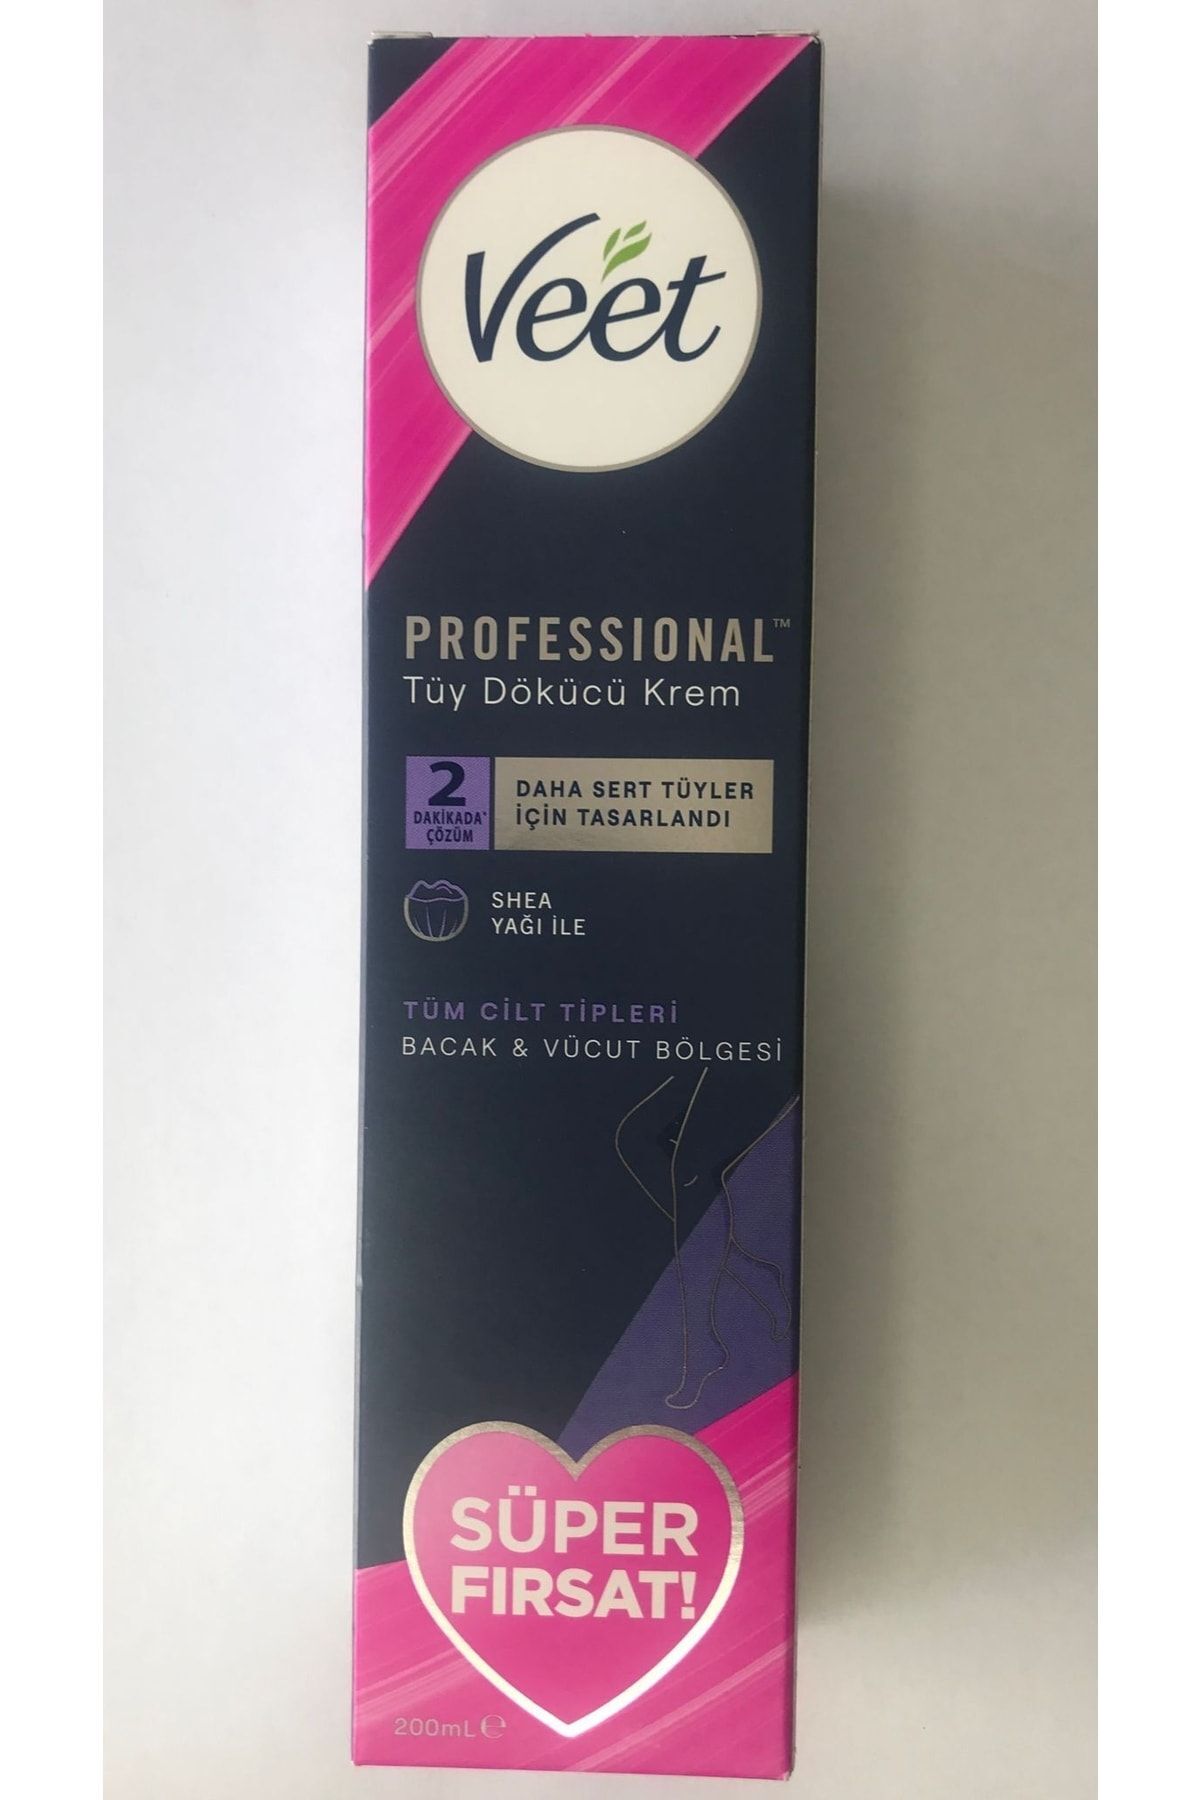 Veet
PROFESSIONAL™
Tüy Dökücü Krem
2
DAKİKADA*
ÇÖZÜM
DAHA SERT TÜYLER
İÇİN TASARLANDI
SHEA
YAĞI İLE
TÜM CİLT TİPLERİ
BACAK & VÜCUT BÖLGESİ
SÜPER
FIRSAT!
200mL ℮